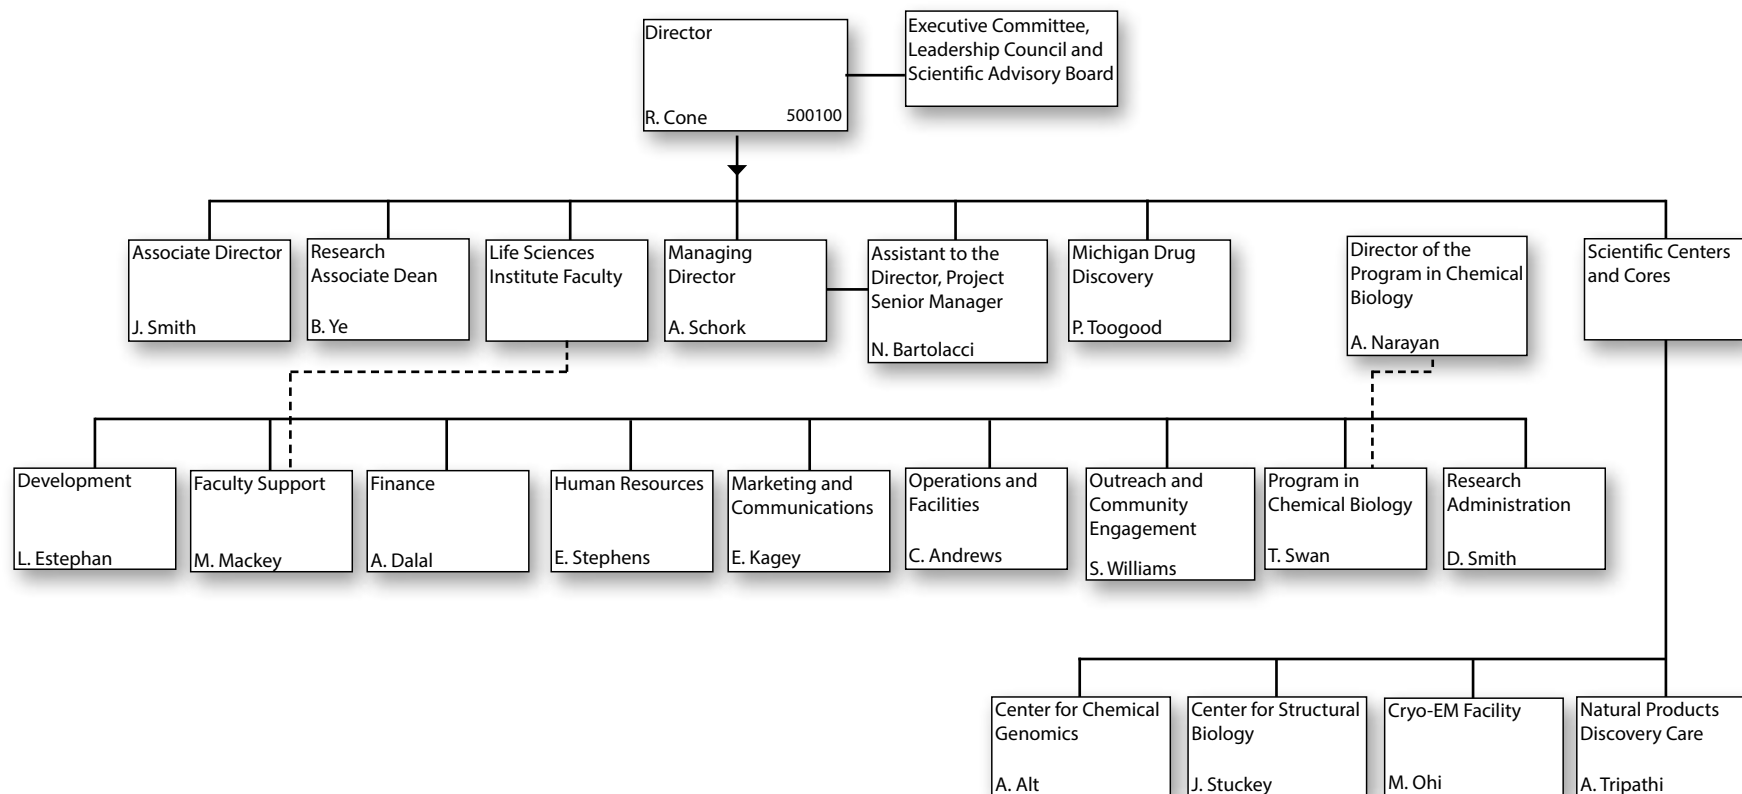 Director
R. Cone 500100
Executive Committee,
Leadership Council and
Scientific Advisory Board
Associate Director
J. Smith
Research
Associate Dean
B. Ye
Life Sciences
Institute Faculty
Managing
Director
A. Schork
Assistant to the
Director, Project
Senior Manager
N. Bartolacci
Michigan Drug
Discovery
P. Toogood
Director of the
Program in Chemical
Biology
A. Narayan
Scientific Centers
and Cores
Development
L. Estephan
Faculty Support
M. Mackey
Finance
A. Dalal
Human Resources
E. Stephens
Marketing and
Communications
E. Kagey
Operations and
Facilities
C. Andrews
Outreach and
Community
Engagement
S. Williams
Program in
Chemical Biology
T. Swan
Research
Administration
D. Smith
Center for Chemical
Genomics
A. Alt
Center for Structural
Biology
J. Stuckey
Cryo-EM Facility
M. Ohi
Natural Products
Discovery Care
A. Tripathi